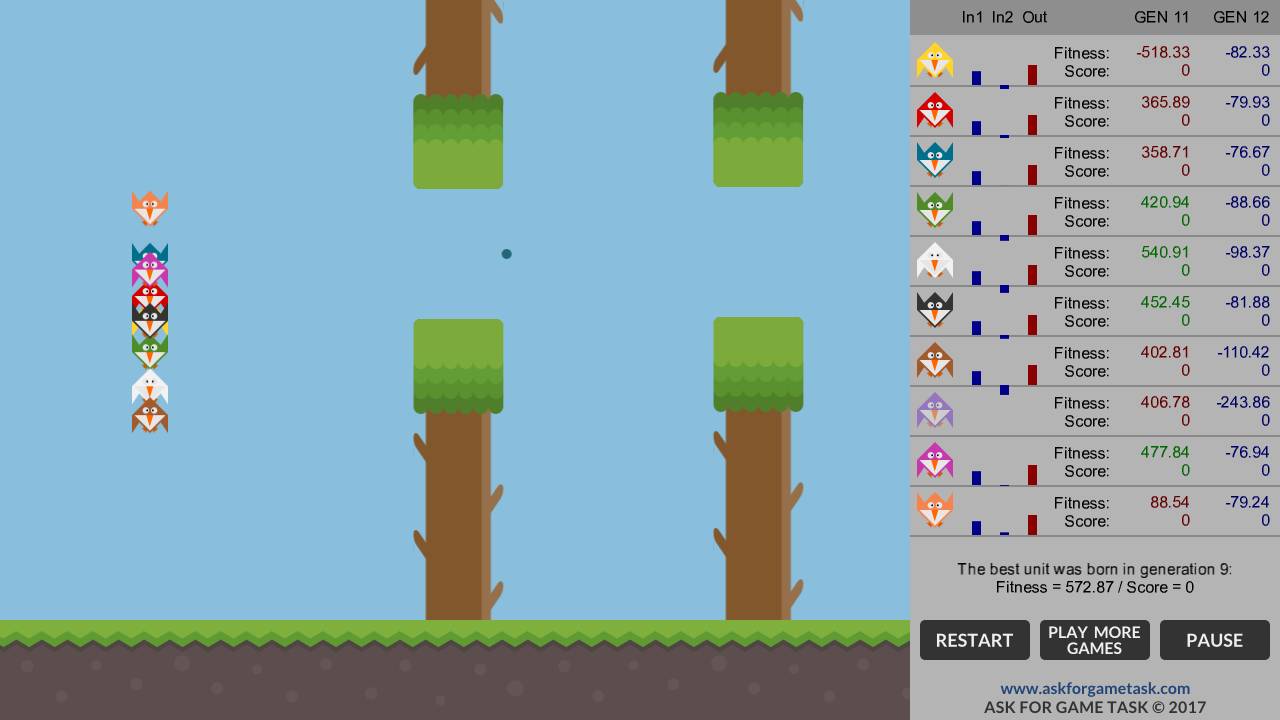 In1 In2 Out GEN 11 GEN 12
Fitness: -518.33 -82.33
Score: 0 0
Fitness: 365.89 -79.93
Score: 0 0
Fitness: 358.71 -76.67
Score: 0 0
Fitness: 420.94 -88.66
Score: 0 0
Fitness: 540.91 -98.37
Score: 0 0
Fitness: 452.45 -81.88
Score: 0 0
Fitness: 402.81 -110.42
Score: 0 0
Fitness: 406.78 -243.86
Score: 0 0
Fitness: 477.84 -76.94
Score: 0 0
Fitness: 88.54 -79.24
Score: 0 0
The best unit was born in generation 9:
Fitness = 572.87 / Score = 0
RESTART
PLAY MORE
GAMES
PAUSE
www.askforgametask.com
ASK FOR GAME TASK © 2017